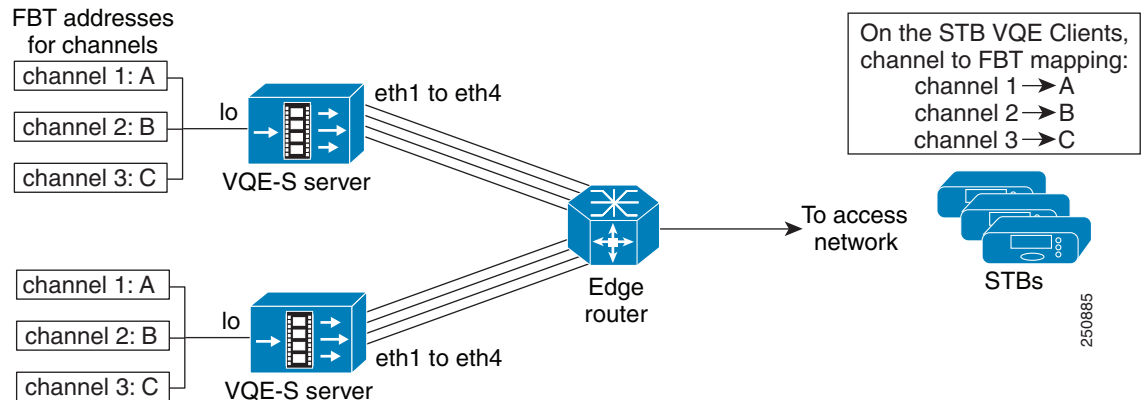 FBT addresses
for channels
channel 1: A
channel 2: B
channel 3: C
lo
eth1 to eth4
VQE-S server
channel 1: A
channel 2: B
channel 3: C
lo
eth1 to eth4
VQE-S server
Edge
router
To access
network
On the STB VQE Clients,
channel to FBT mapping:
channel 1 → A
channel 2 → B
channel 3 → C
STBs
250885